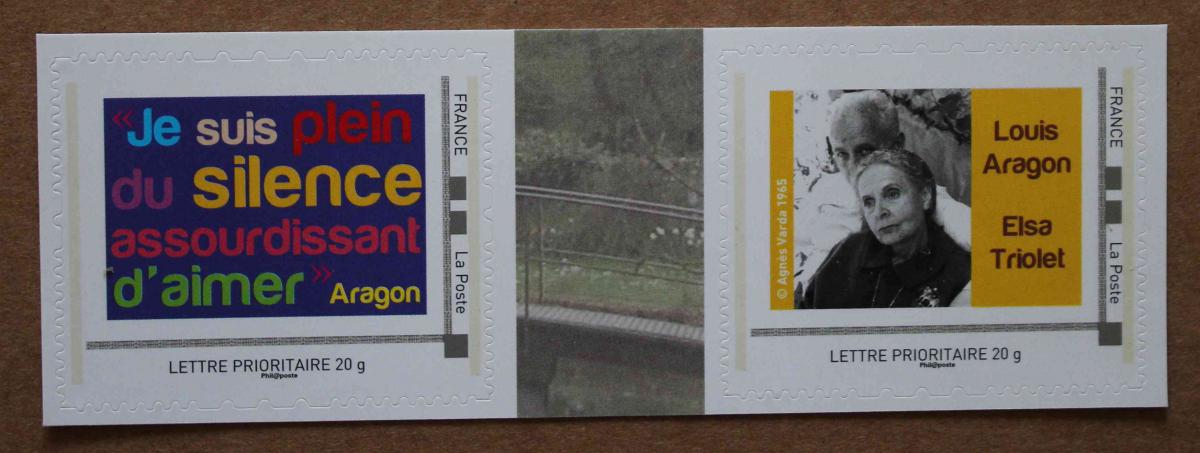 «Je suis plein
du silence
assourdissant
d'aimer» Aragon
FRANCE
La Poste
LETTRE PRIORITAIRE 20 g
Phil@poste
© Agnès Varda 1965
Louis
Aragon
Elsa
Triolet
FRANCE
La Poste
LETTRE PRIORITAIRE 20 g
Phil@poste